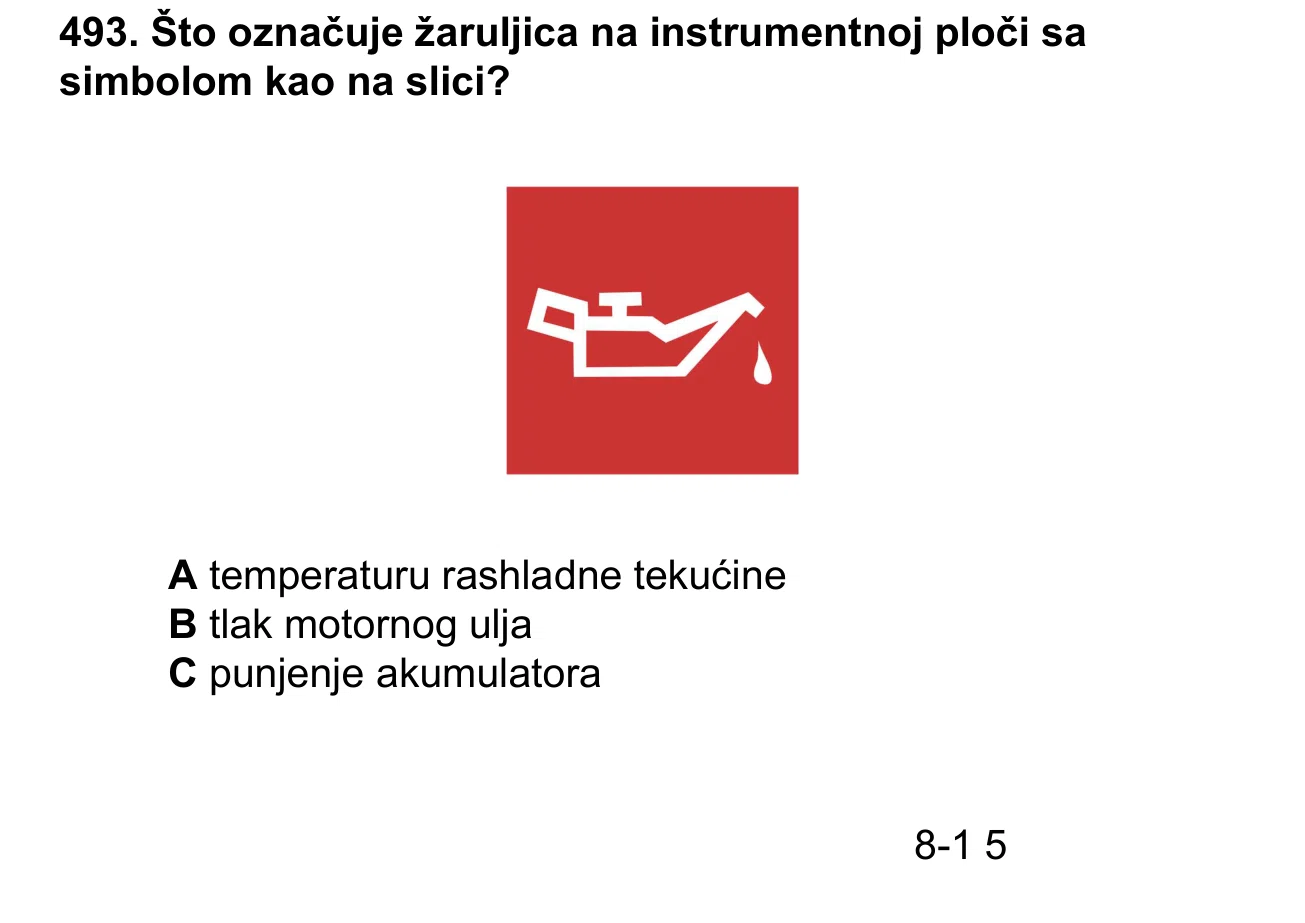 493. Što označuje žaruljica na instrumentnoj ploči sa
simbolom kao na slici?
A temperaturu rashladne tekućine
B tlak motornog ulja
C punjenje akumulatora
8-1 5